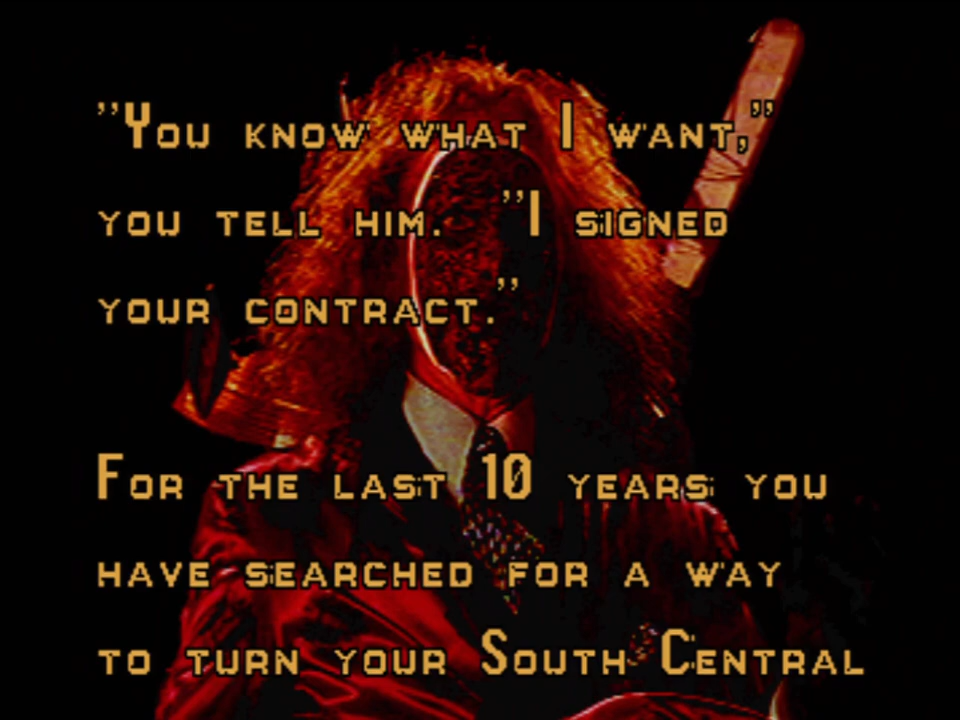 "You know what I want,"
you tell him. "I signed
your contract."
For the last 10 years you
have searched for a way
to turn your South Central